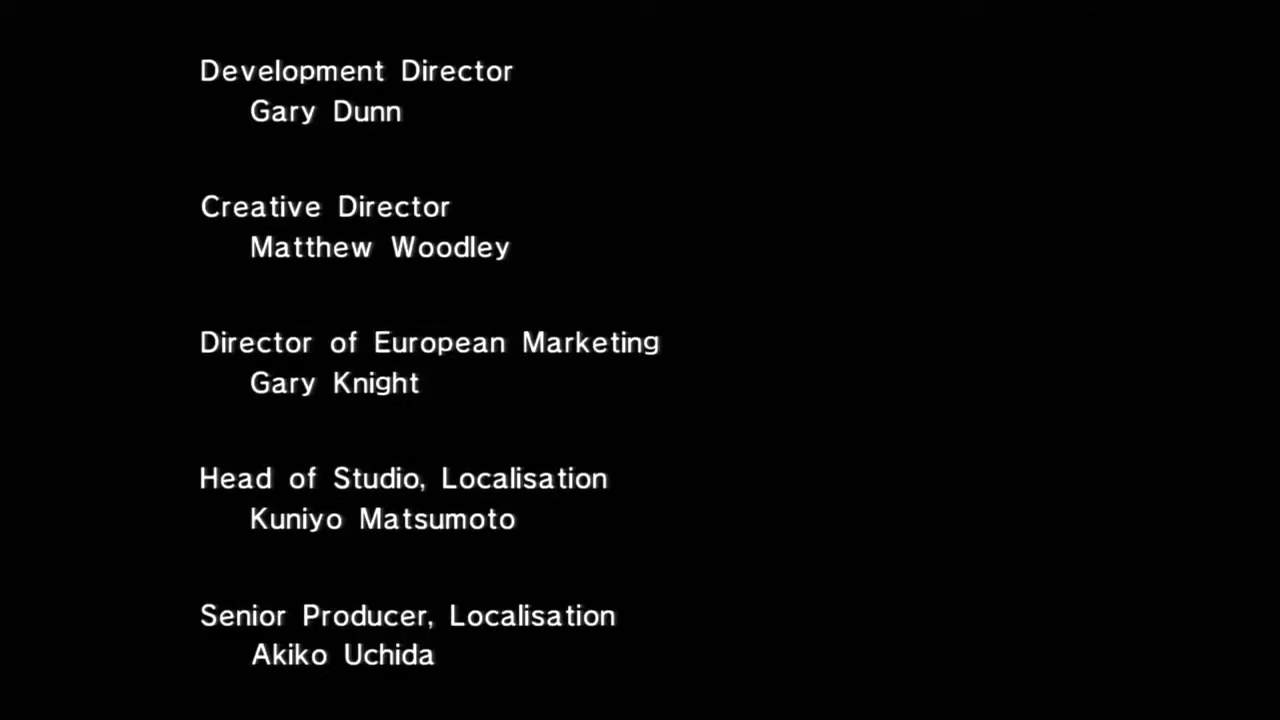 Development Director
Gary Dunn
Creative Director
Matthew Woodley
Director of European Marketing
Gary Knight
Head of Studio, Localisation
Kuniyo Matsumoto
Senior Producer, Localisation
Akiko Uchida